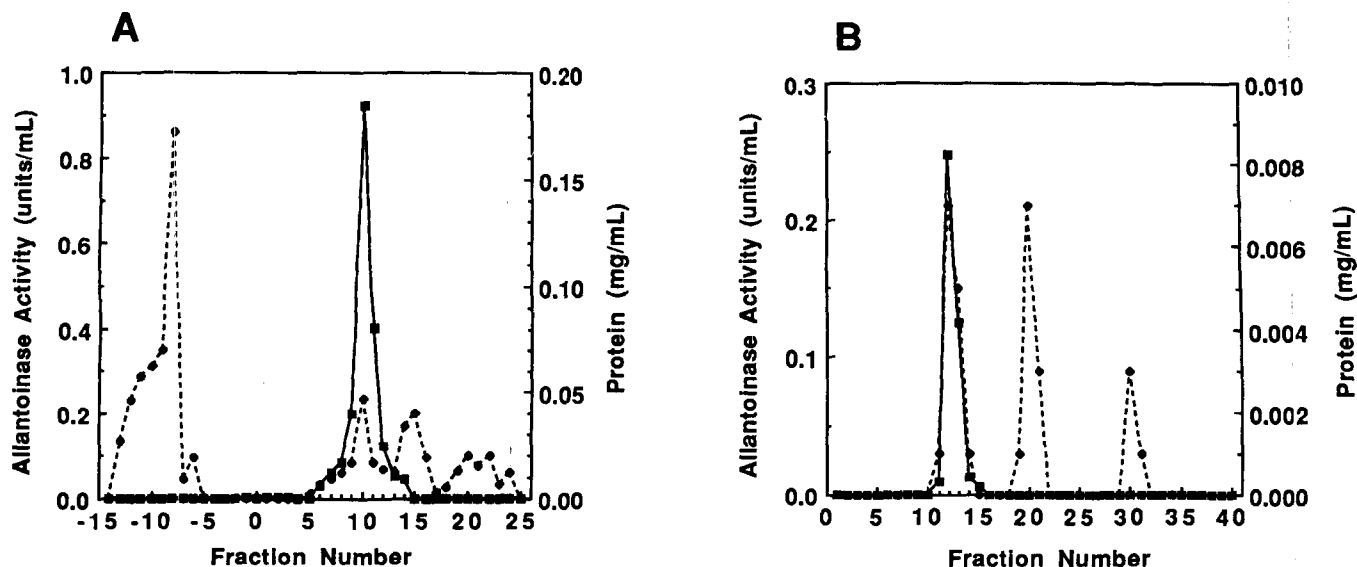 A
B
Allantoinase Activity (units/mL)
1.0
0.8
0.6
0.4
0.2
0.0
0.20
0.15
0.10
0.05
0.00
Protein (mg/mL)
-15 -10 -5 0 5 10 15 20 25
Fraction Number
Allantoinase Activity (units/mL)
0.3
0.2
0.1
0.0
0.010
0.008
0.006
0.004
0.002
0.000
Protein (mg/mL)
0 5 10 15 20 25 30 35 40
Fraction Number